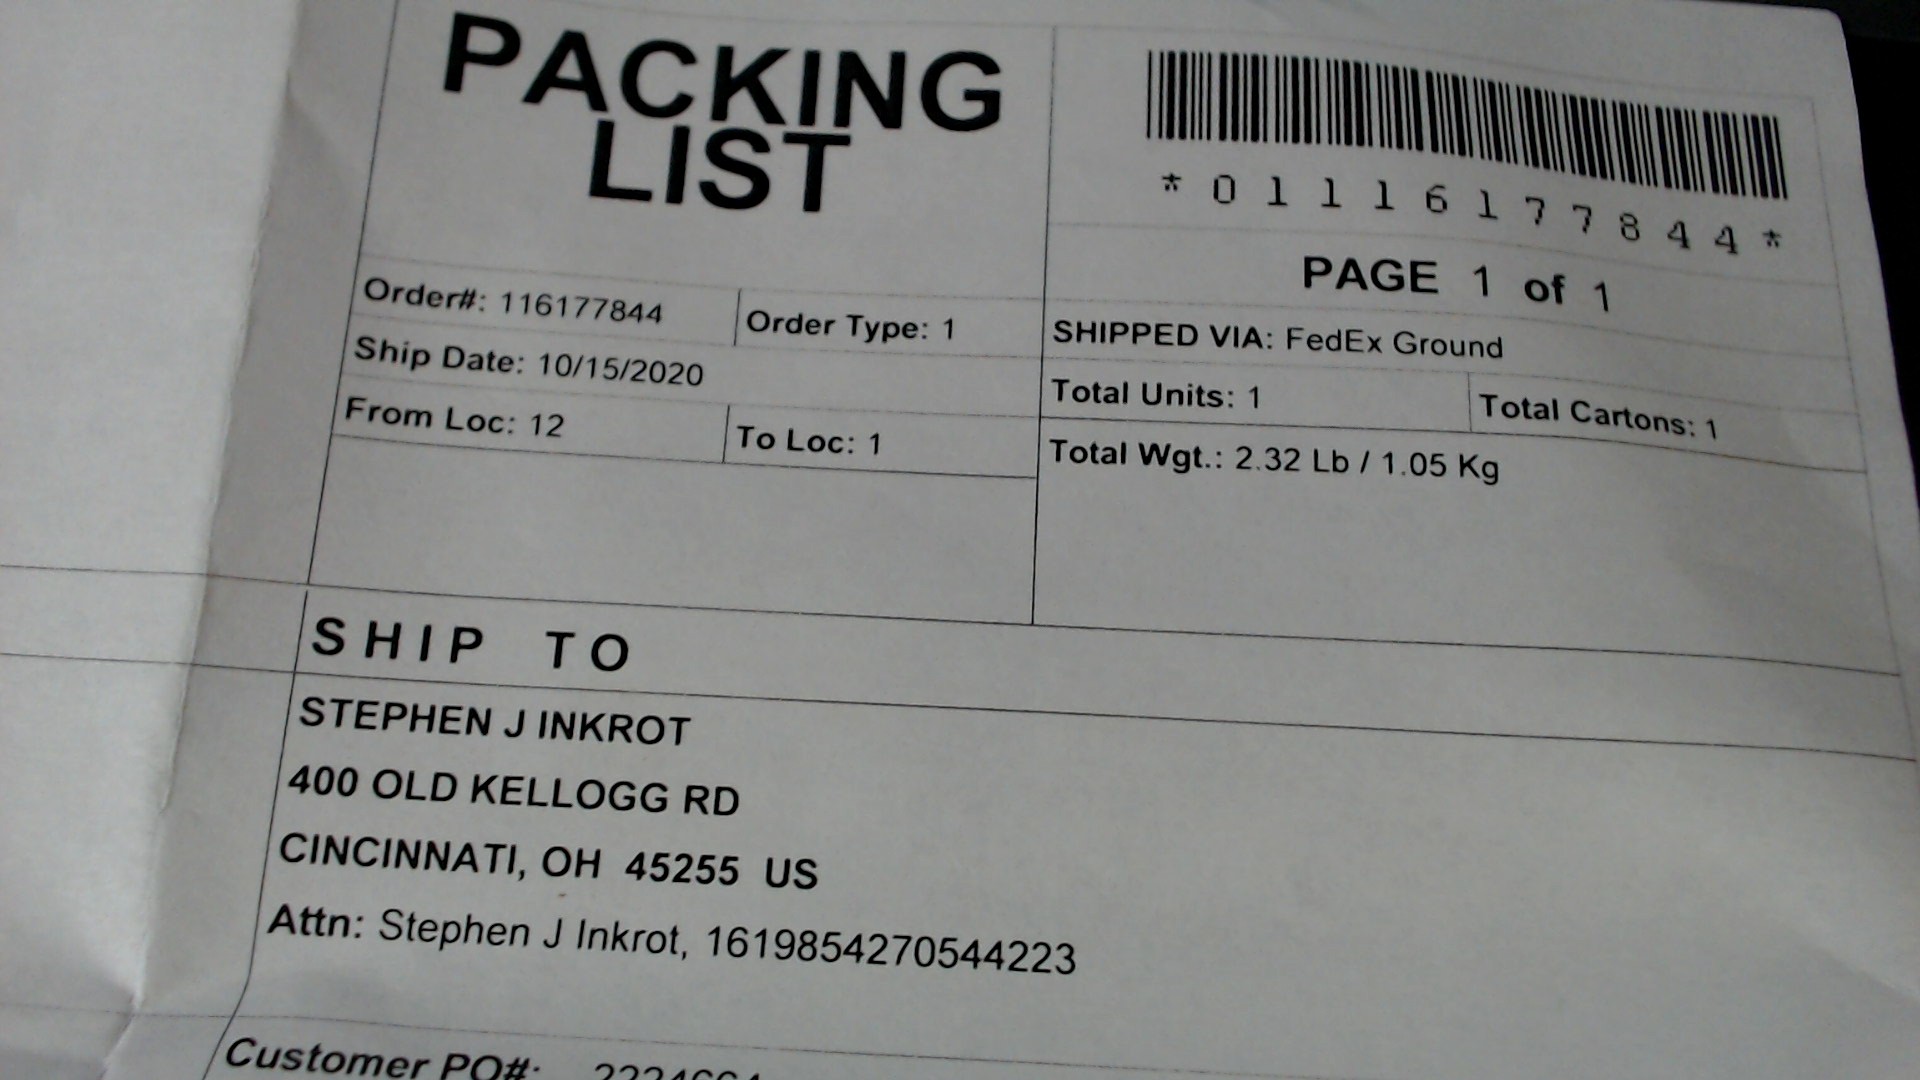 PACKING
LIST
*01116177844*
PAGE 1 of 1
Order#: 116177844
Order Type: 1
SHIPPED VIA: FedEx Ground
Ship Date: 10/15/2020
Total Units: 1
Total Cartons: 1
From Loc: 12
To Loc: 1
Total Wgt.: 2.32 Lb / 1.05 Kg
SHIP TO
STEPHEN J INKROT
400 OLD KELLOGG RD
CINCINNATI, OH 45255 US
Attn: Stephen J Inkrot, 1619854270544223
Customer PO#: